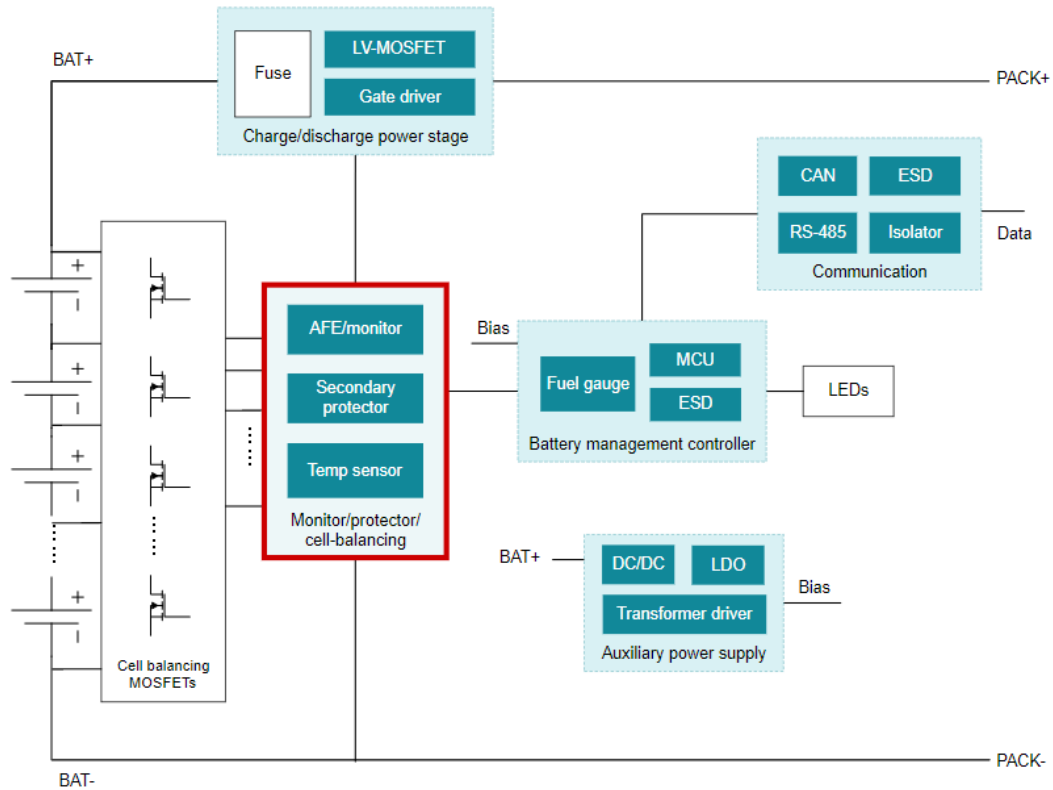 BAT+
Fuse
LV-MOSFET
Gate driver
Charge/discharge power stage
PACK+
CAN
ESD
RS-485
Isolator
Communication
Data
+
+
+
+
Cell balancing
MOSFETs
AFE/monitor
Secondary
protector
Temp sensor
Monitor/protector/
cell-balancing
Bias
Fuel gauge
MCU
ESD
Battery management controller
LEDs
BAT+
DC/DC
LDO
Transformer driver
Auxiliary power supply
Bias
BAT-
PACK-